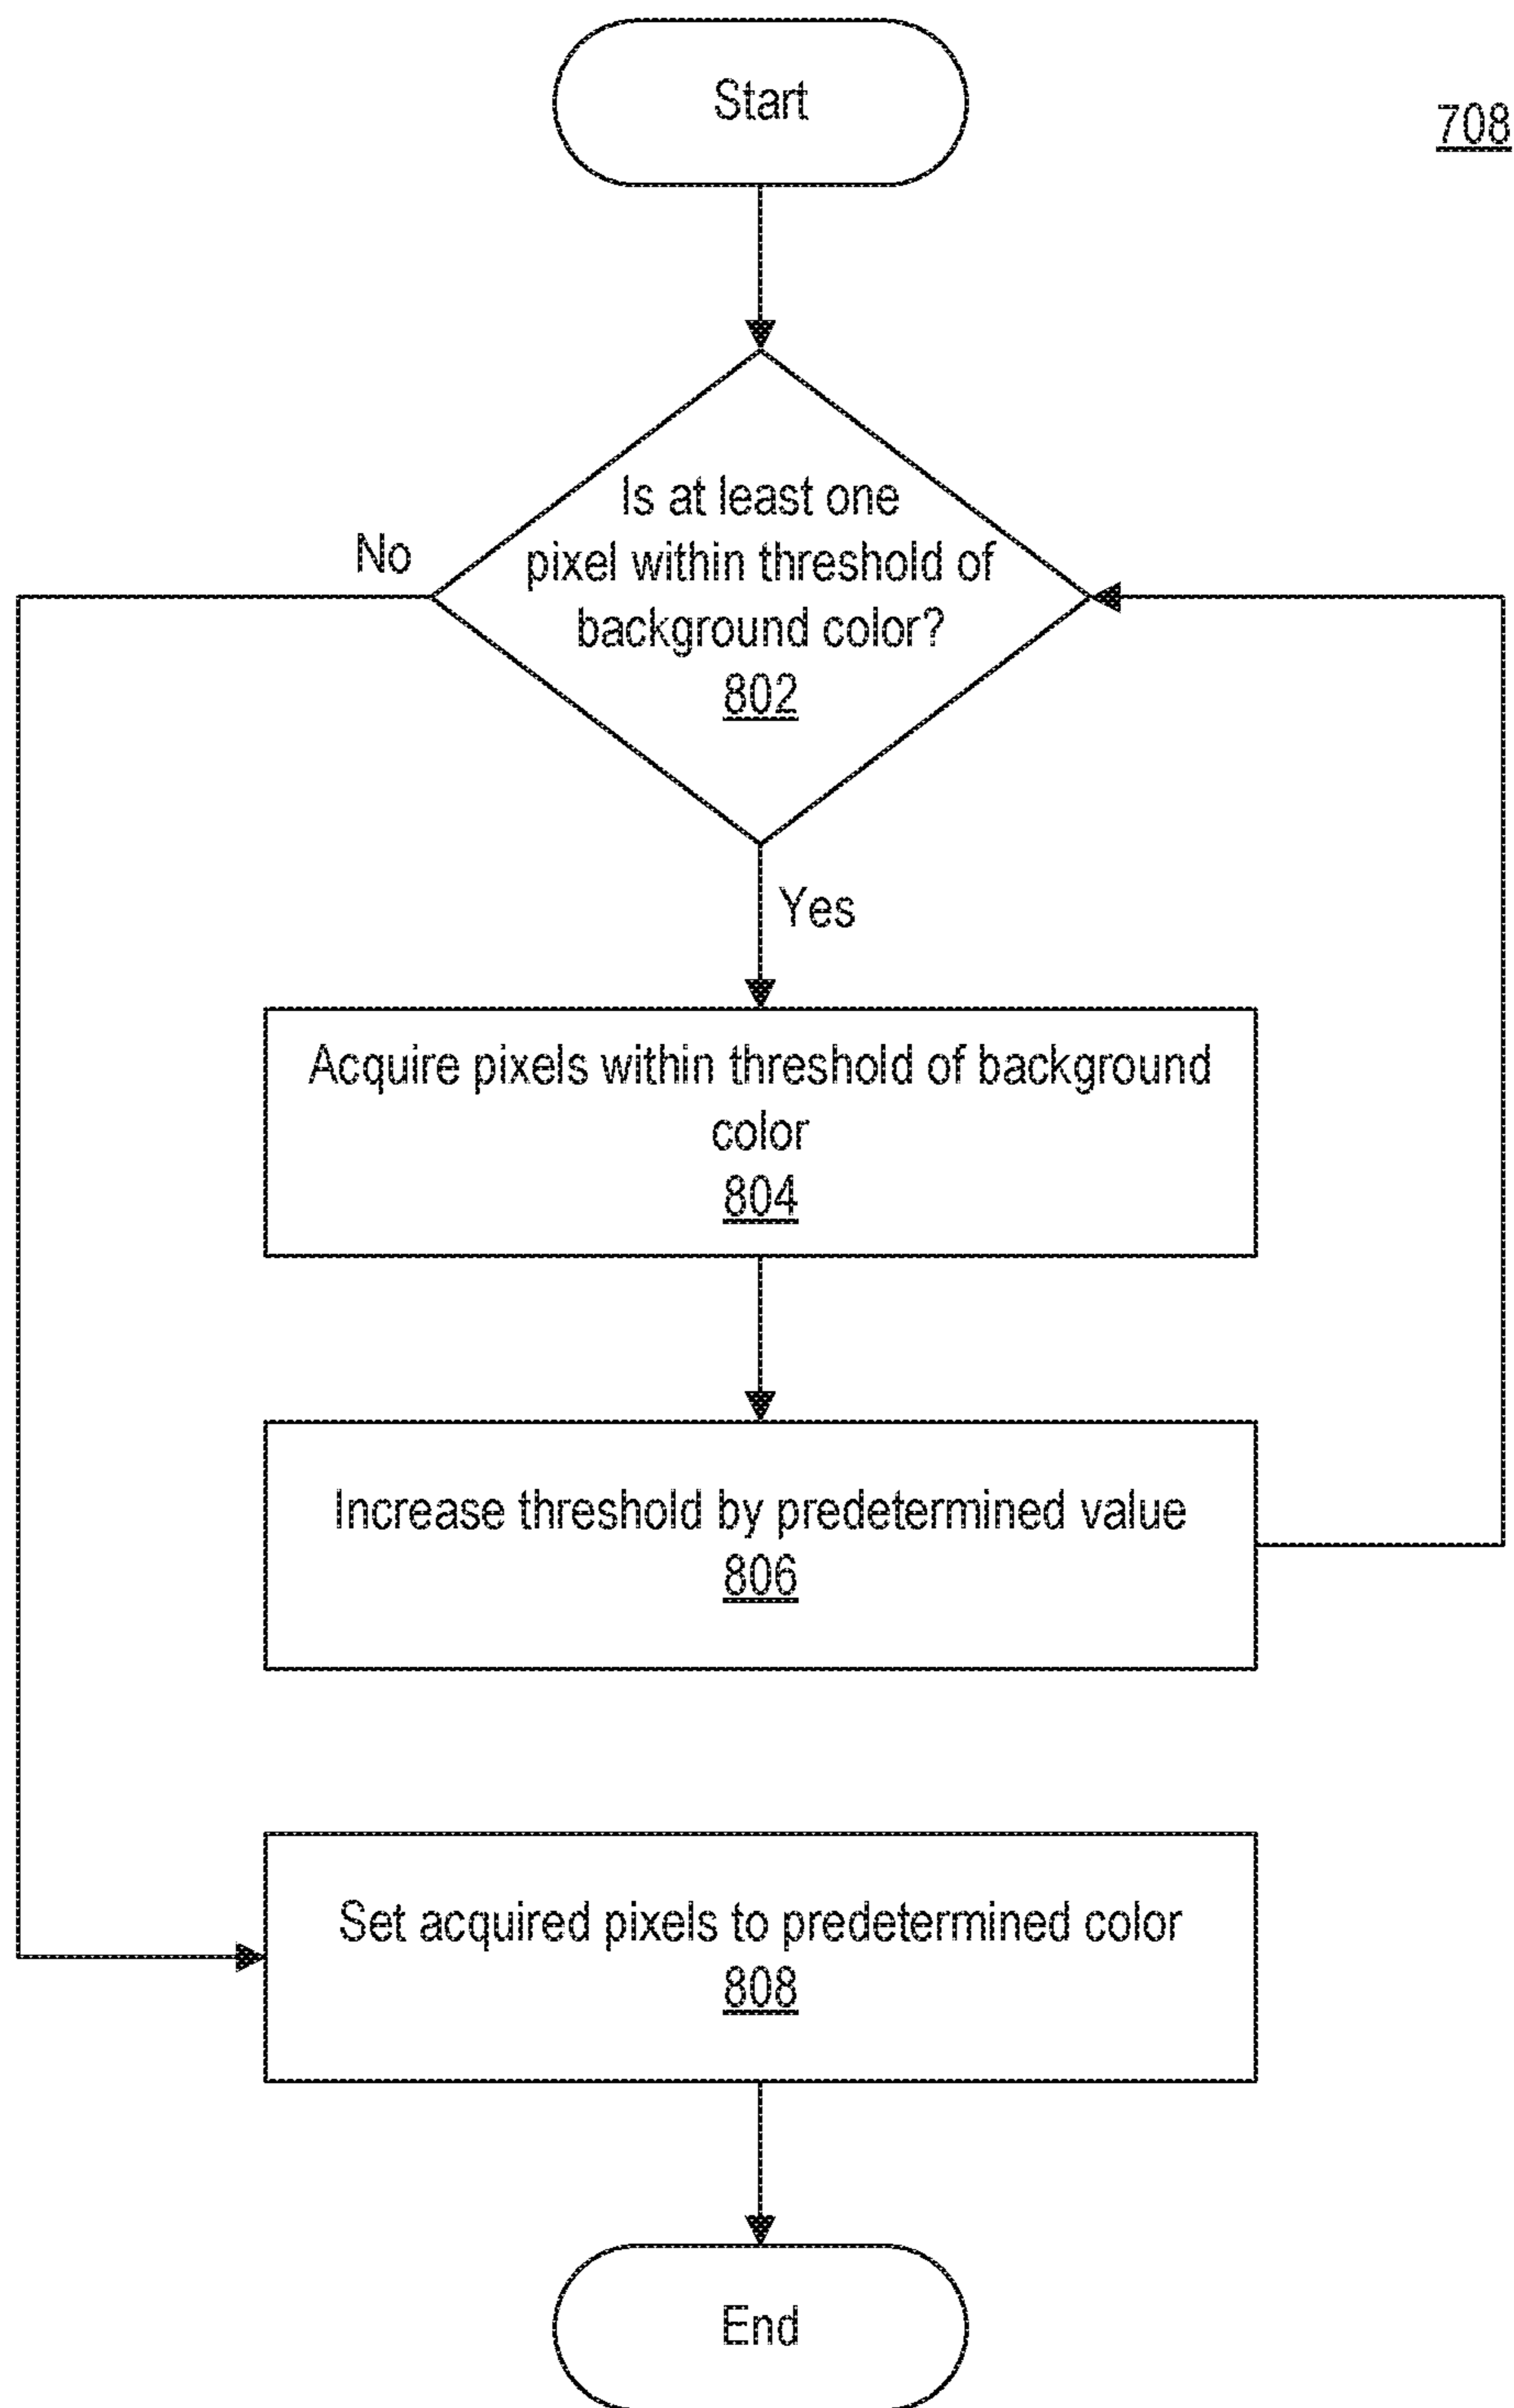 Start
708
Is at least one
pixel within threshold of
background color?
802
No
Yes
Acquire pixels within threshold of background
color
804
Increase threshold by predetermined value
806
Set acquired pixels to predetermined color
808
End